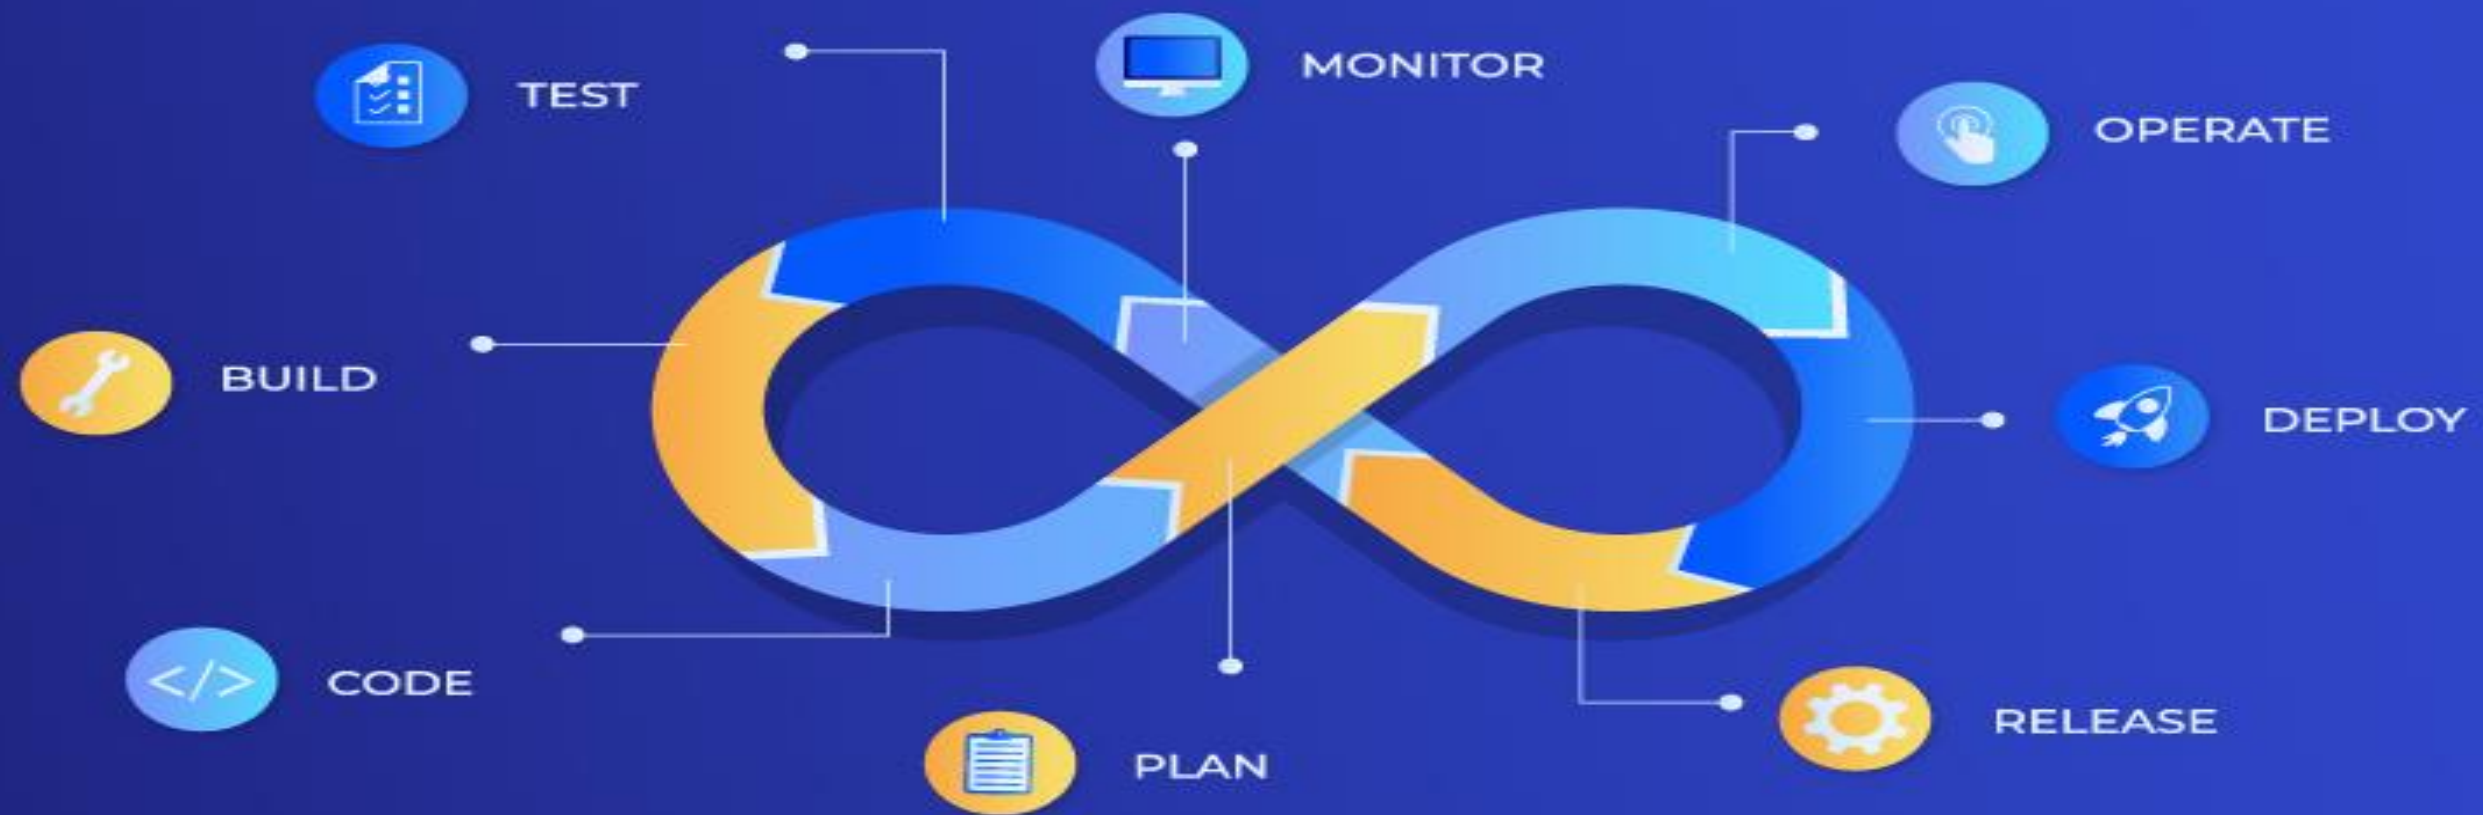 MONITOR
TEST
OPERATE
BUILD
DEPLOY
CODE
RELEASE
PLAN